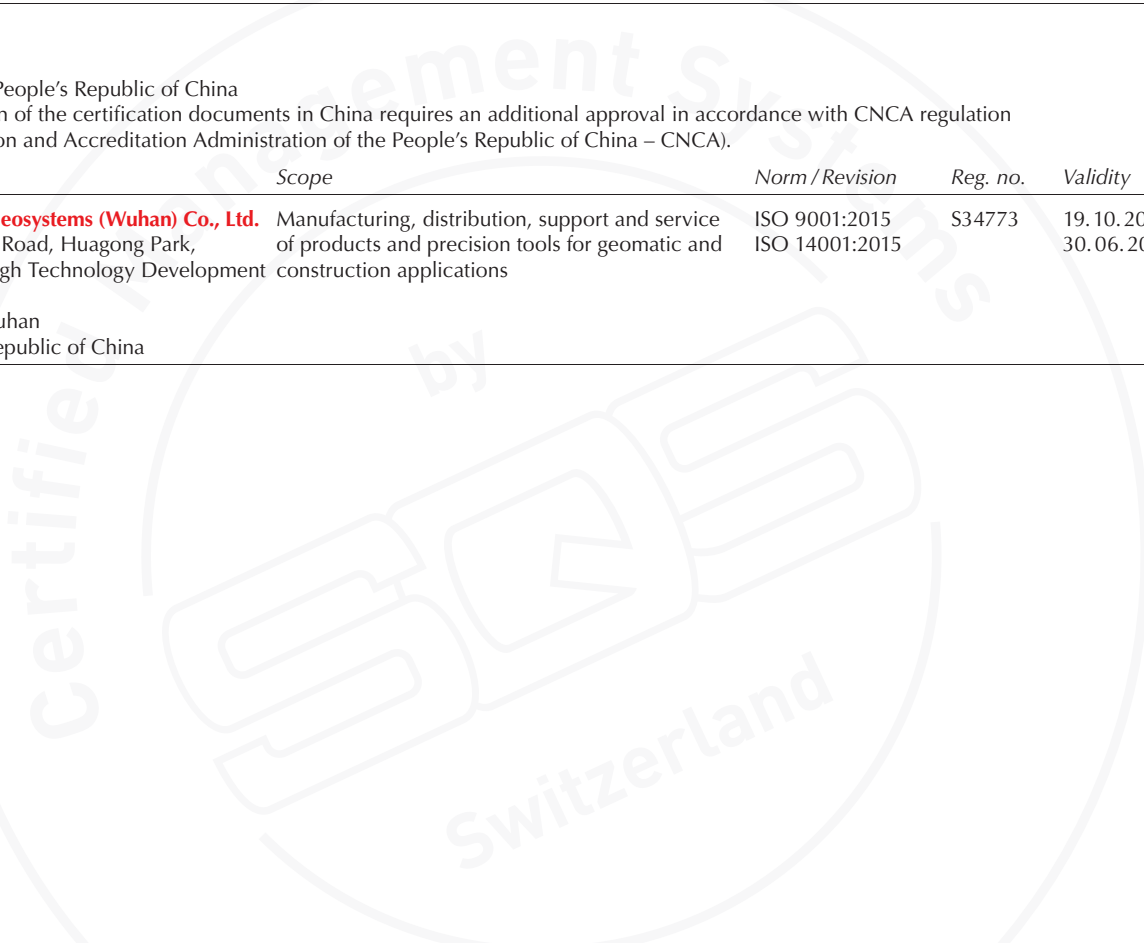 People's Republic of China
of the certification documents in China requires an additional approval in accordance with CNCA regulation
and Accreditation Administration of the People's Republic of China – CNCA).
Scope Norm / Revision Reg. no. Validity
eosystems (Wuhan) Co., Ltd. Manufacturing, distribution, support and service ISO 9001:2015 S34773 19.10.20
Road, Huagong Park, of products and precision tools for geomatic and ISO 14001:2015 30.06.20
gh Technology Development construction applications
uhan
epublic of China
Certified Management Systems
by
SQS
Switzerland